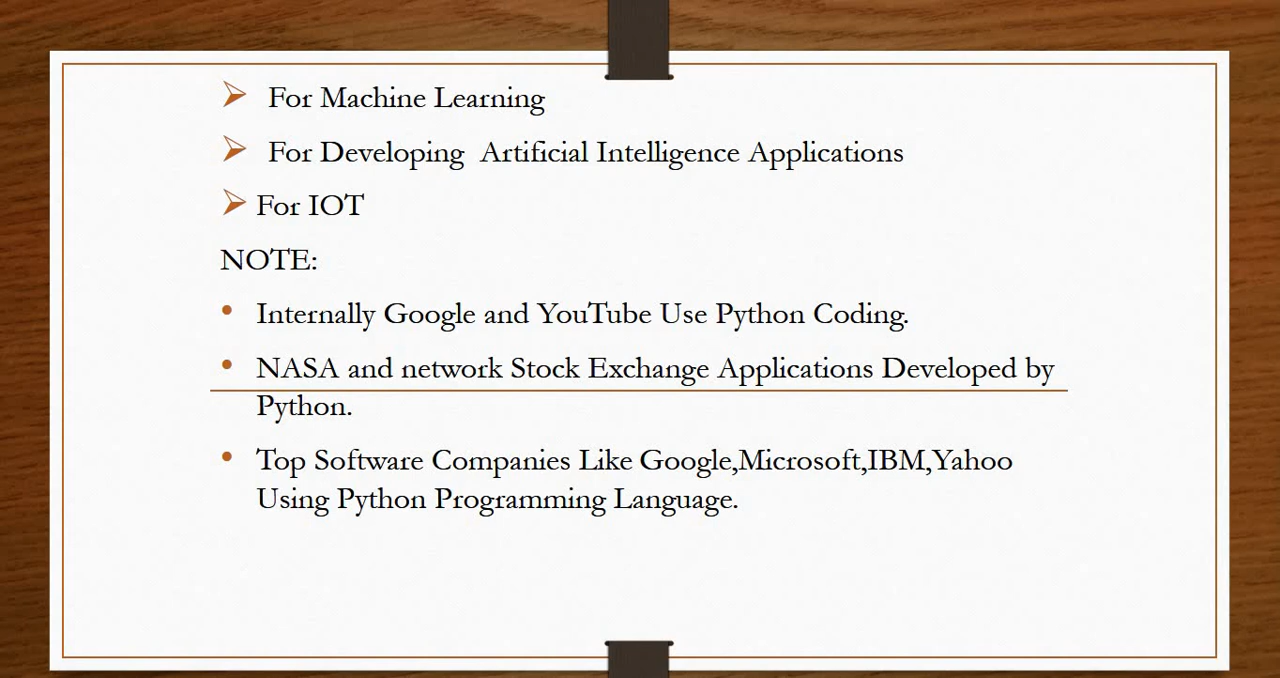 For Machine Learning
For Developing  Artificial Intelligence Applications
For IOT
NOTE:
Internally Google and YouTube Use Python Coding.
NASA and network Stock Exchange Applications Developed by
Python.
Top Software Companies Like Google,Microsoft,IBM,Yahoo
Using Python Programming Language.